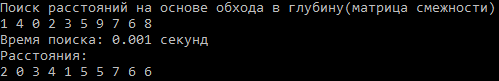 Поиск расстояний на основе обхода в глубину(матрица смежности)
1 4 0 2 3 5 9 7 6 8
Время поиска: 0.001 секунд
Расстояния:
2 0 3 4 1 5 5 7 6 6